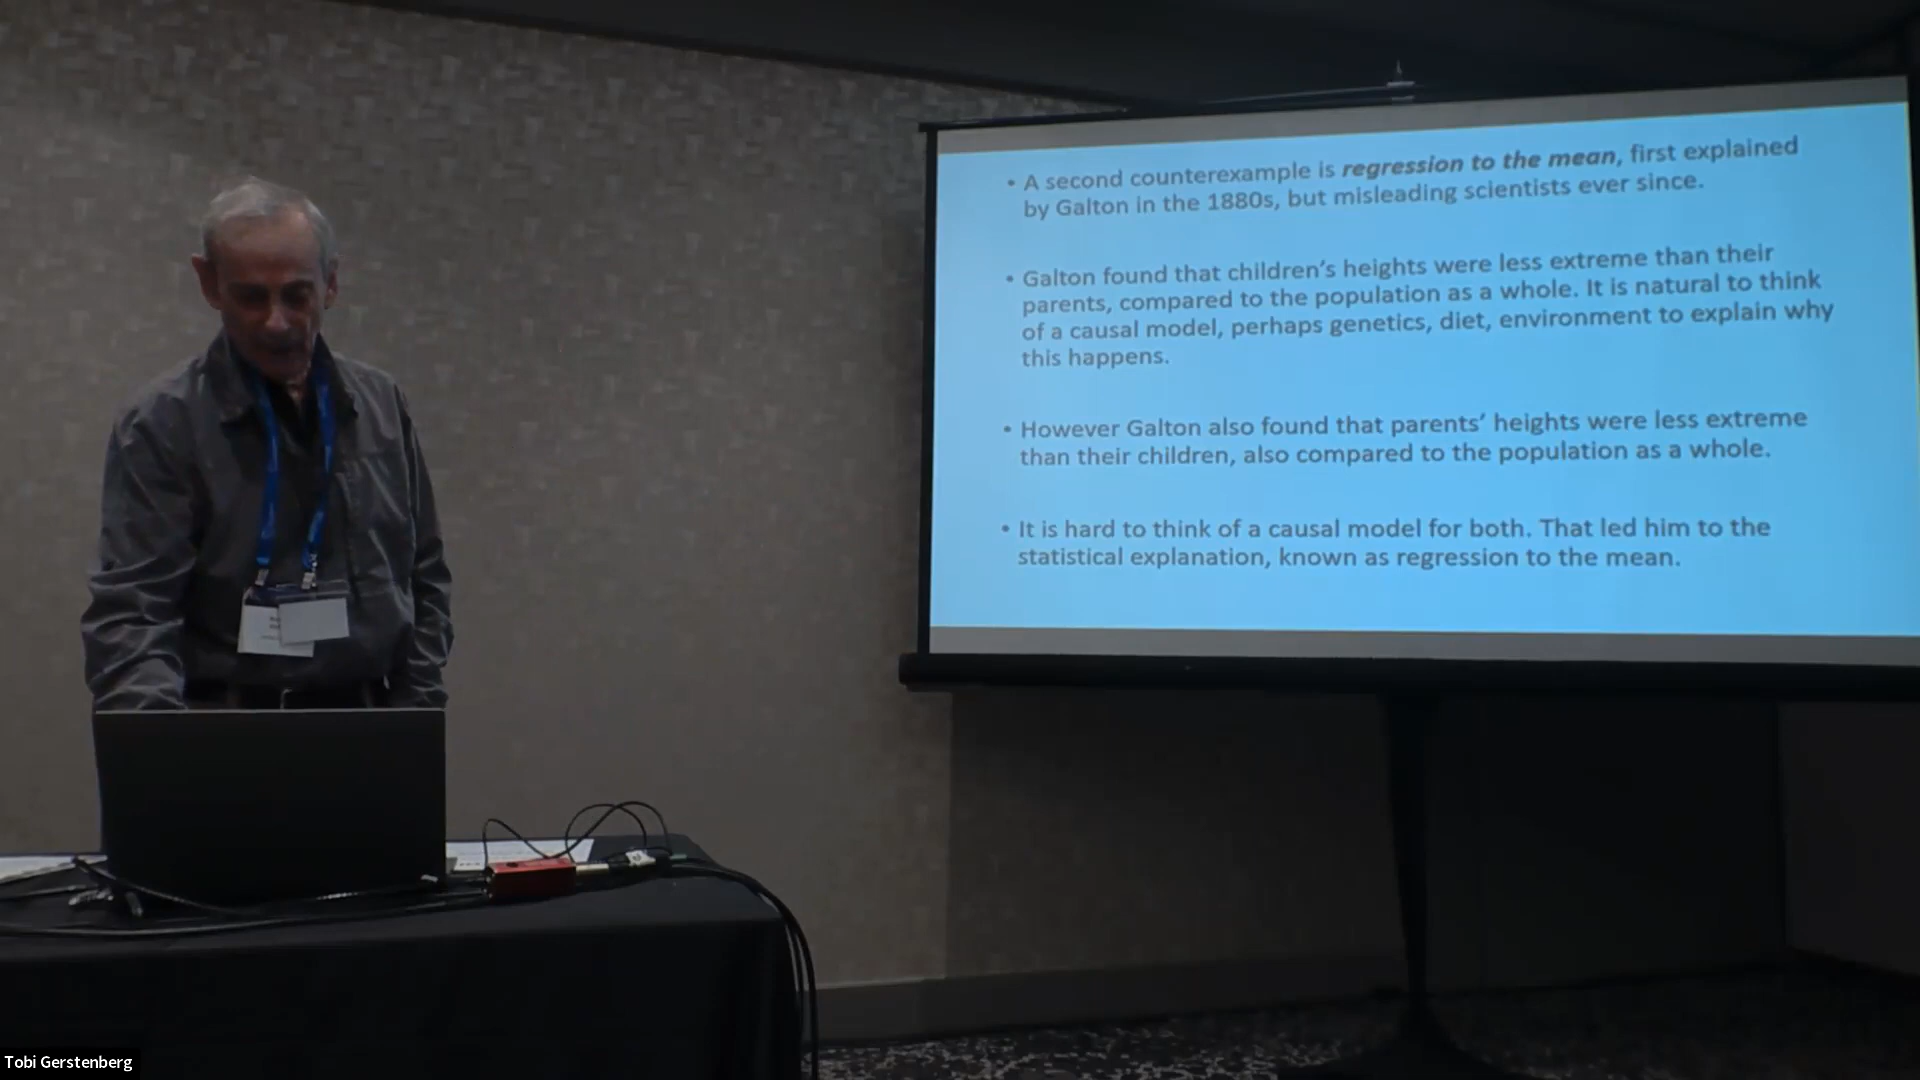 • A second counterexample is regression to the mean, first explained
by Galton in the 1880s, but misleading scientists ever since.
• Galton found that children's heights were less extreme than their
parents, compared to the population as a whole. It is natural to think
of a causal model, perhaps genetics, diet, environment to explain why
this happens.
• However Galton also found that parents' heights were less extreme
than their children, also compared to the population as a whole.
• It is hard to think of a causal model for both. That led him to the
statistical explanation, known as regression to the mean.
Tobi Gerstenberg